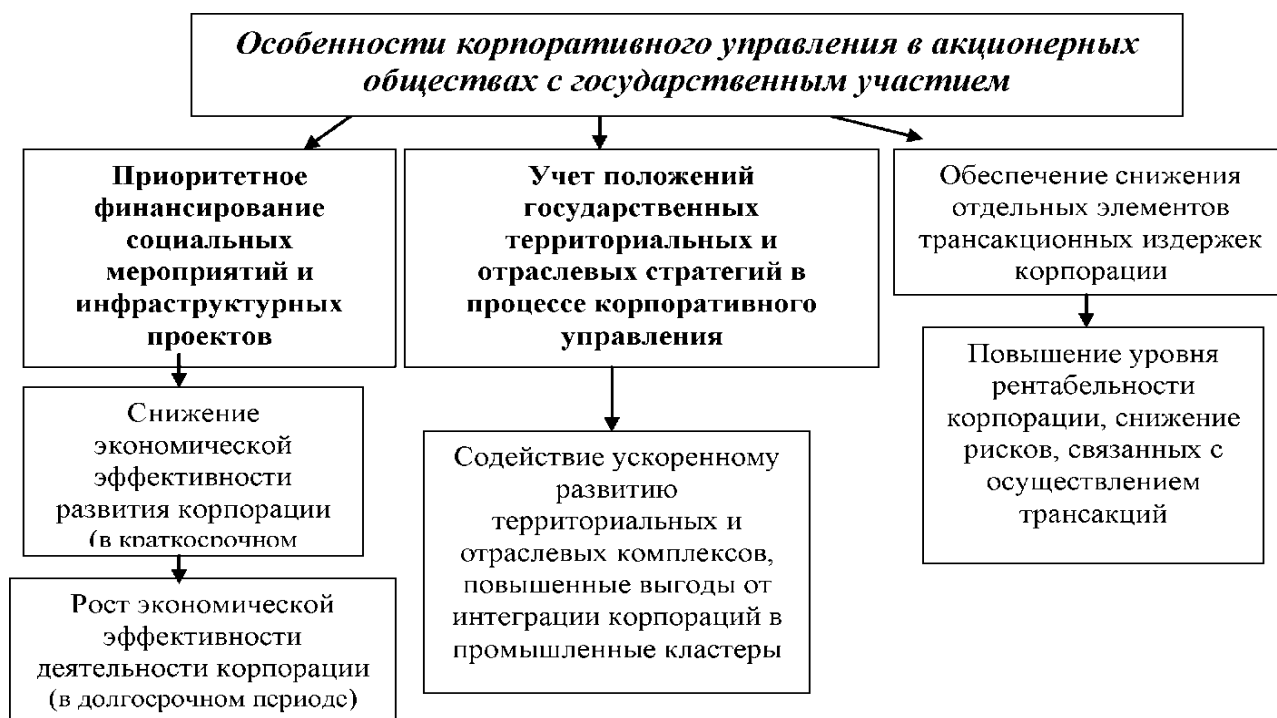 Особенности корпоративного управления в акционерных
обществах с государственным участием
Приоритетное
финансирование
социальных
мероприятий и
инфраструктурных
проектов
Снижение
экономической
эффективности
развития корпорации
(в краткосрочном
Рост экономической
эффективности
деятельности корпорации
(в долгосрочном периоде)
Учет положений
государственных
территориальных и
отраслевых стратегий в
процессе корпоративного
управления
Содействие ускоренному
развитию
территориальных и
отраслевых комплексов,
повышенные выгоды от
интеграции корпораций в
промышленные кластеры
Обеспечение снижения
отдельных элементов
трансакционных издержек
корпорации
Повышение уровня
рентабельности
корпорации, снижение
рисков, связанных с
осуществлением
трансакций